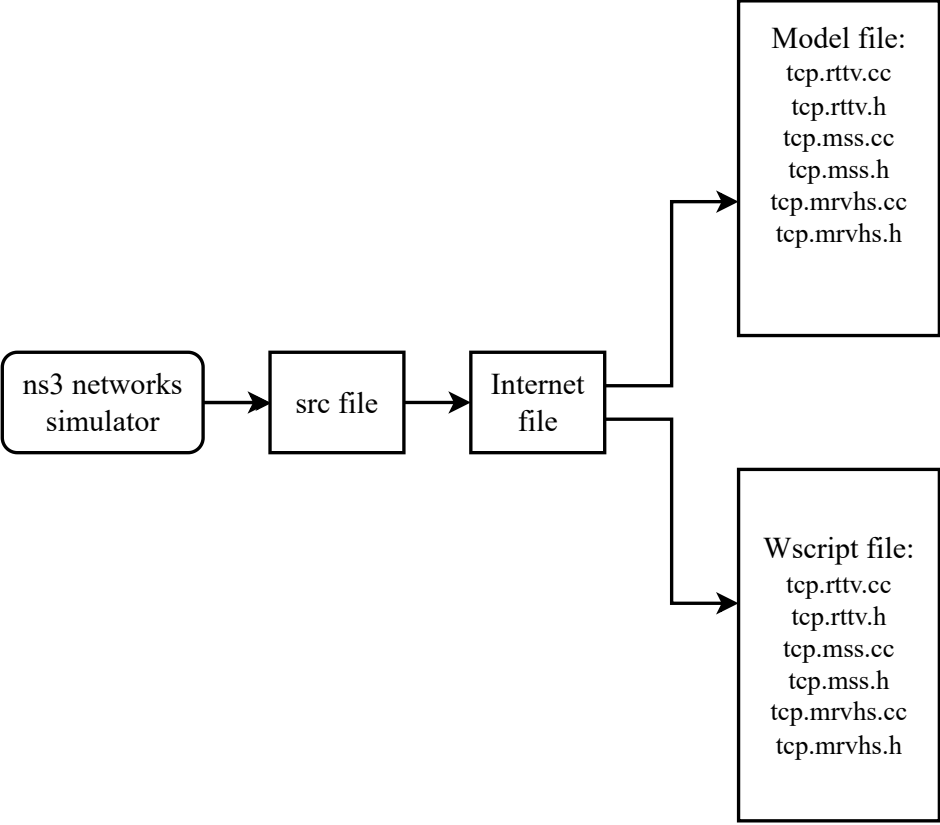 ns3 networks
simulator
src file
Internet
file
Model file:
tcp.rttv.cc
tcp.rttv.h
tcp.mss.cc
tcp.mss.h
tcp.mrvhs.cc
tcp.mrvhs.h
Wscript file:
tcp.rttv.cc
tcp.rttv.h
tcp.mss.cc
tcp.mss.h
tcp.mrvhs.cc
tcp.mrvhs.h